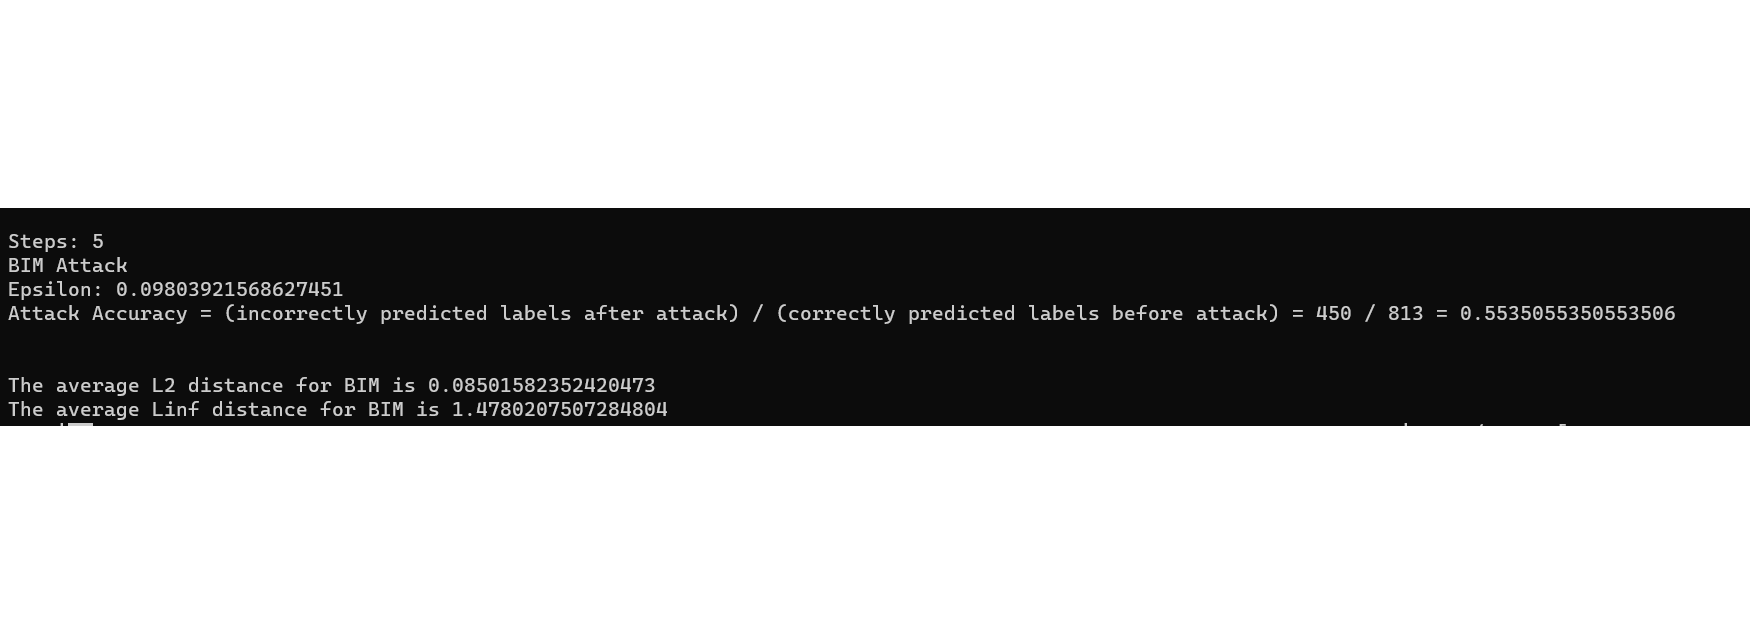 Steps: 5
BIM Attack
Epsilon: 0.09803921568627451
Attack Accuracy = (incorrectly predicted labels after attack) / (correctly predicted labels before attack) = 450 / 813 = 0.5535055350553506
The average L2 distance for BIM is 0.08501582352420473
The average Linf distance for BIM is 1.4780207507284804